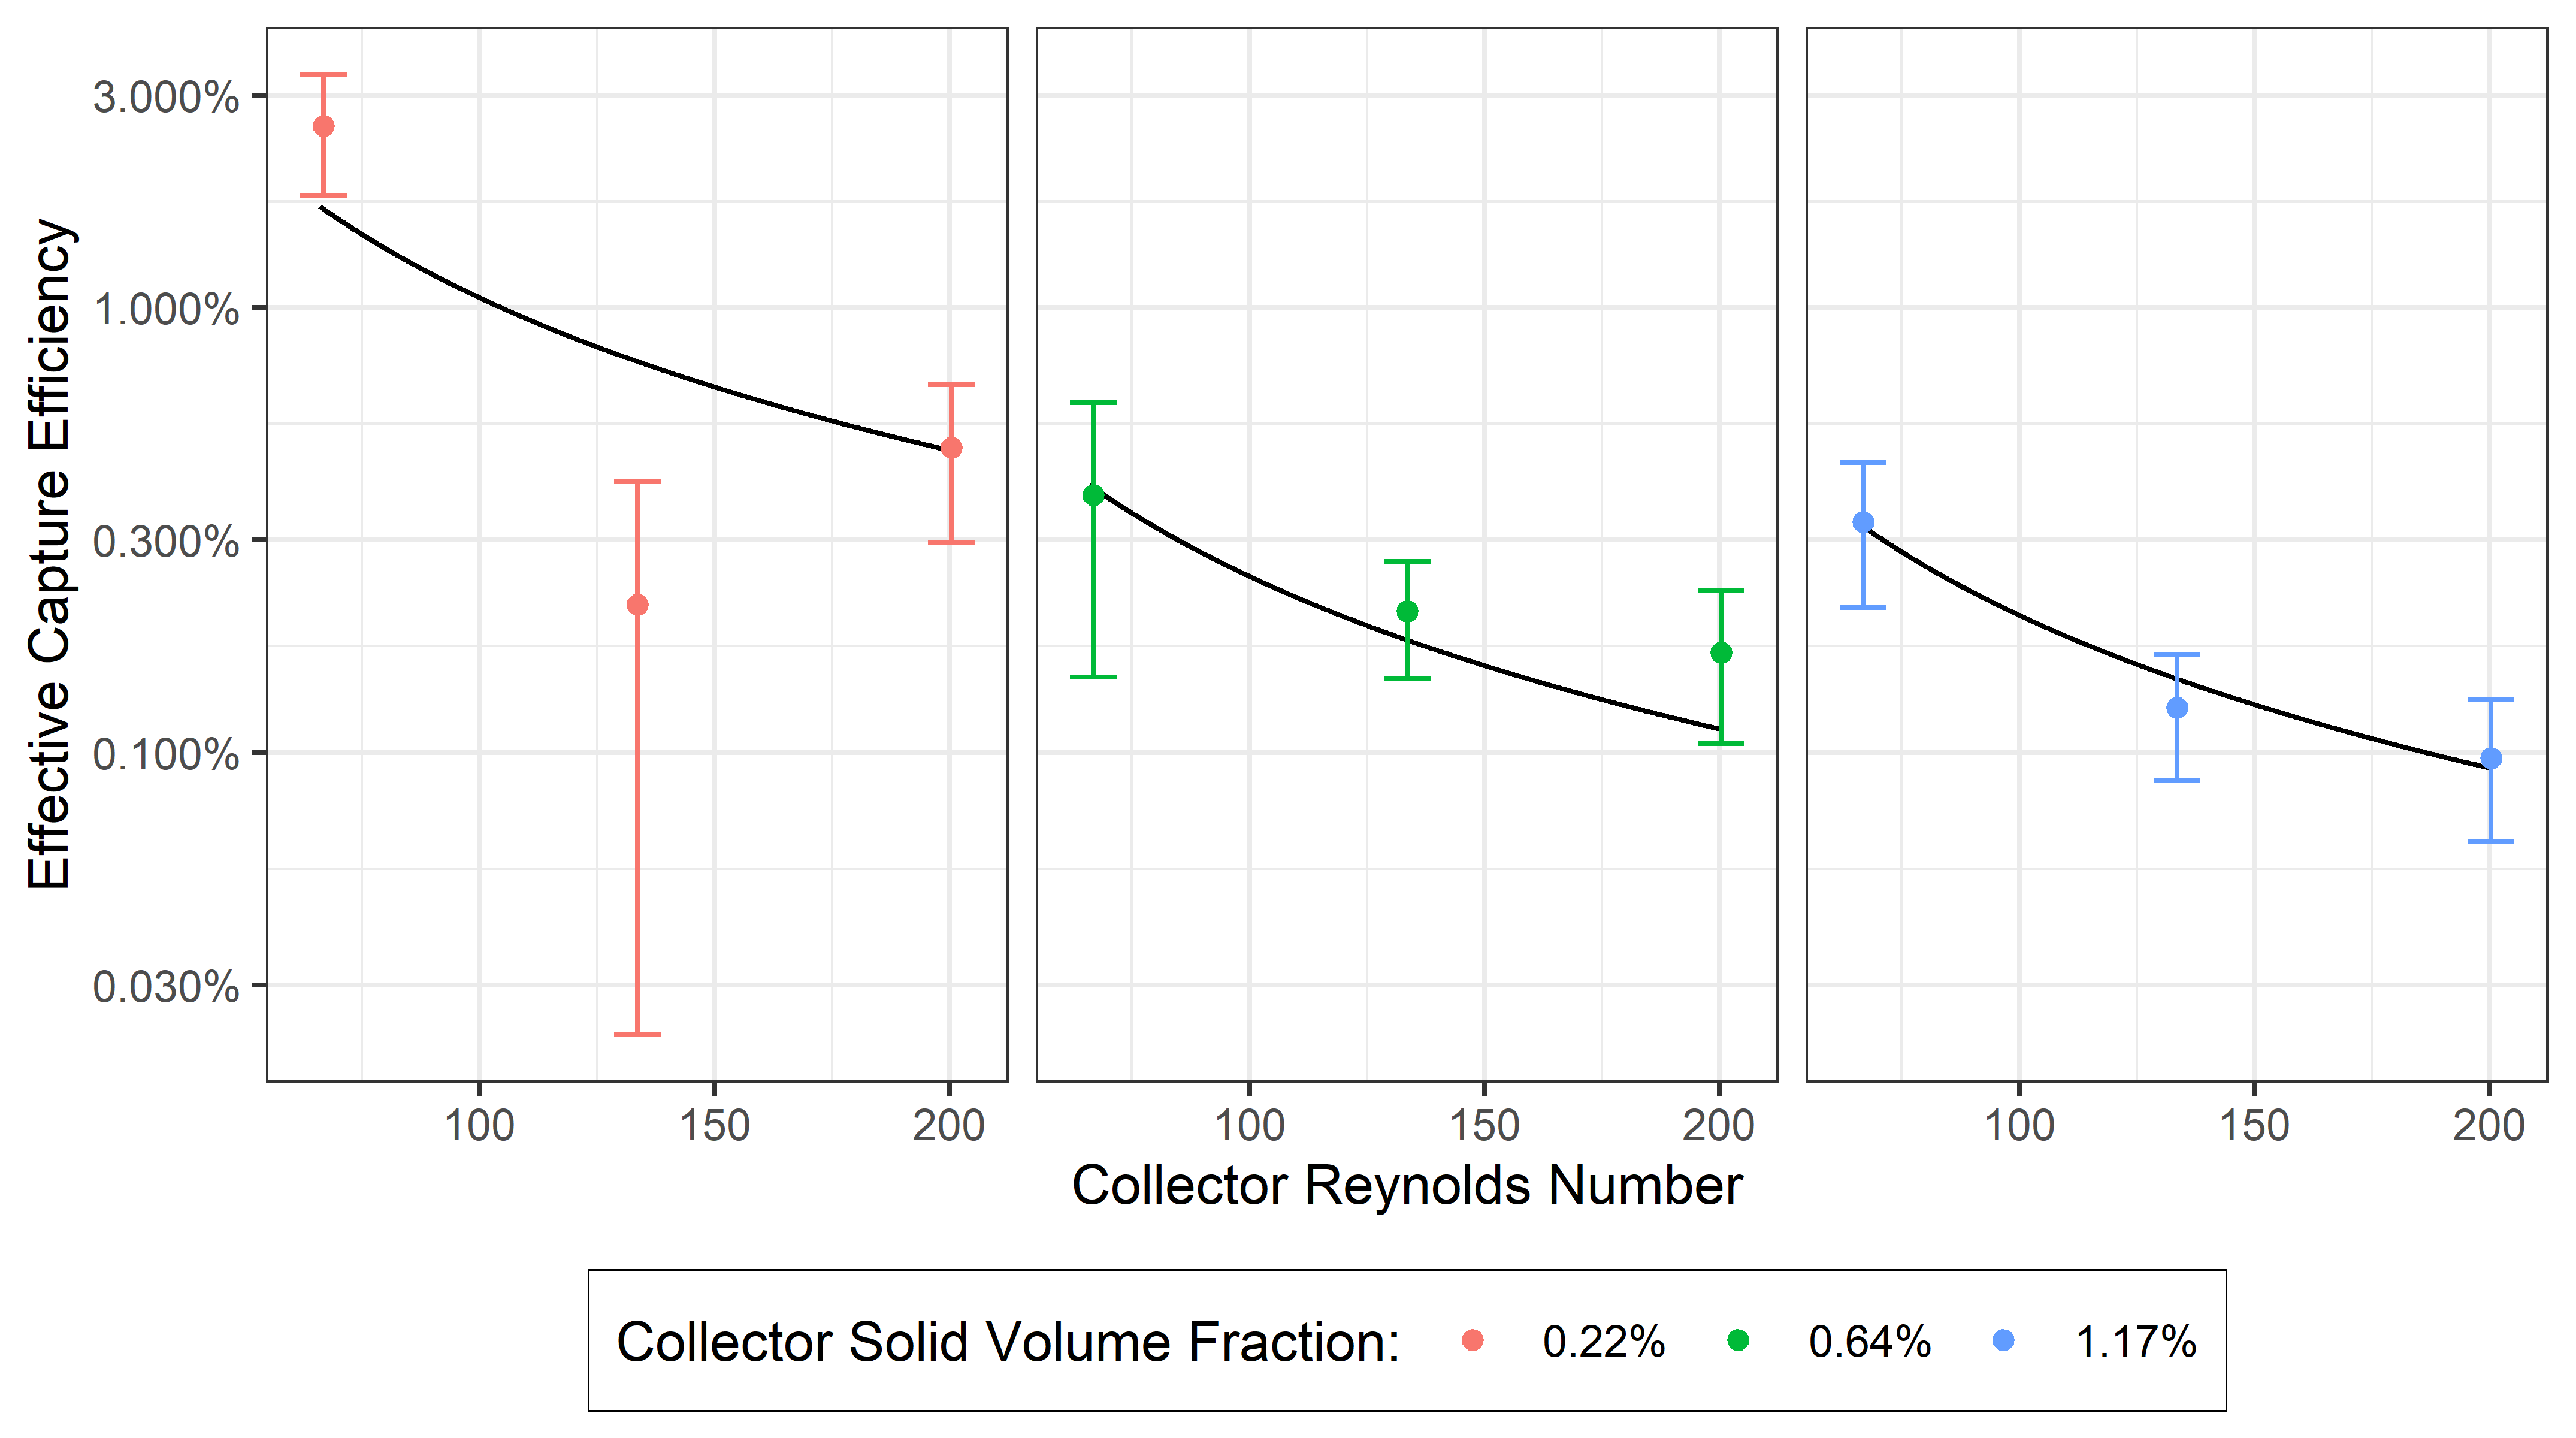 Effective Capture Efficiency
3.000%
1.000%
0.300%
0.100%
0.030%
100 150 200 100 150 200 100 150 200
Collector Reynolds Number
Collector Solid Volume Fraction: 0.22% 0.64% 1.17%